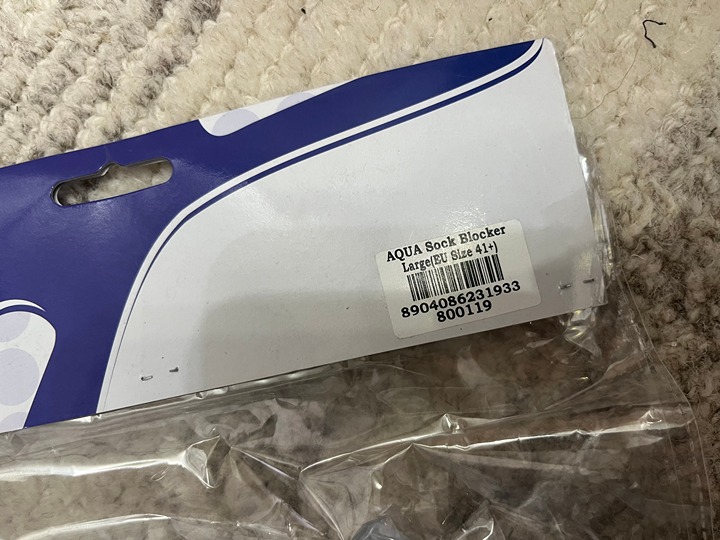 AQUA Sock Blocker
Large(EU Size 41+)
8904086231933
800119